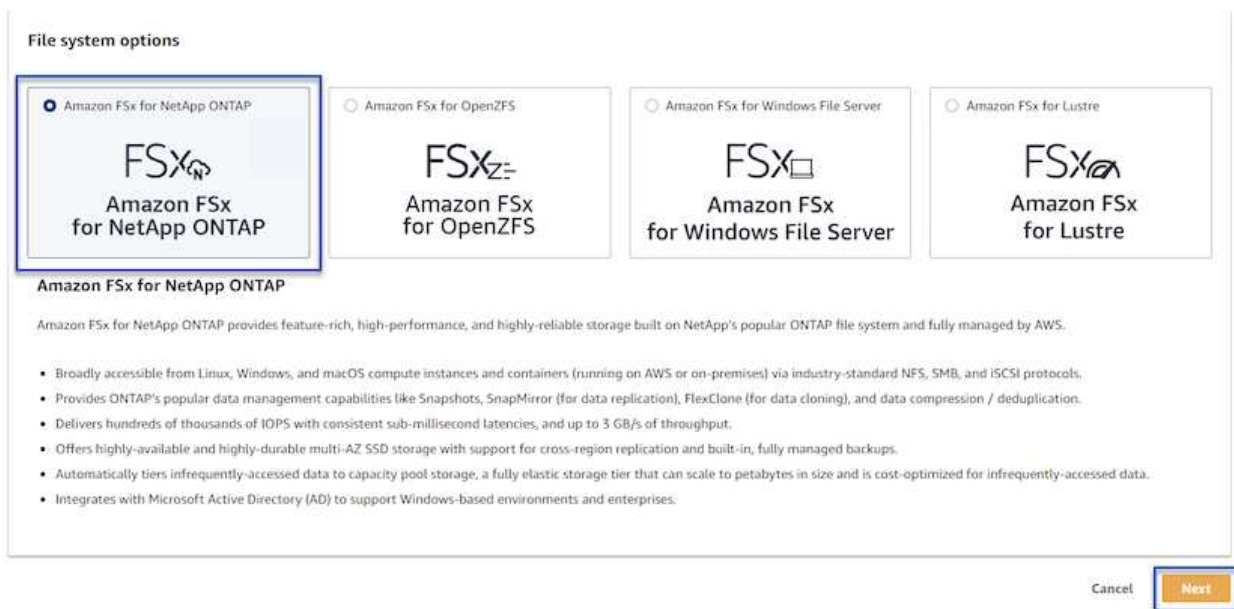 File system options
Amazon FSx for NetApp ONTAP
FSx N
Amazon FSx
for NetApp ONTAP
Amazon FSx for OpenZFS
FSx Z
Amazon FSx
for OpenZFS
Amazon FSx for Windows File Server
FSx
Amazon FSx
for Windows File Server
Amazon FSx for Lustre
FSx
Amazon FSx
for Lustre
Amazon FSx for NetApp ONTAP
Amazon FSx for NetApp ONTAP provides feature-rich, high-performance, and highly-reliable storage built on NetApp's popular ONTAP file system and fully managed by AWS.
• Broadly accessible from Linux, Windows, and macOS compute instances and containers (running on AWS or on-premises) via industry-standard NFS, SMB, and iSCSI protocols.
• Provides ONTAP's popular data management capabilities like Snapshots, SnapMirror (for data replication), FlexClone (for data cloning), and data compression / deduplication.
• Delivers hundreds of thousands of IOPS with consistent sub-millisecond latencies, and up to 3 GB/s of throughput.
• Offers highly-available and highly-durable multi-AZ SSD storage with support for cross-region replication and built-in, fully managed backups.
• Automatically tiers infrequently-accessed data to capacity pool storage, a fully elastic storage tier that can scale to petabytes in size and is cost-optimized for infrequently-accessed data.
• Integrates with Microsoft Active Directory (AD) to support Windows-based environments and enterprises.
Cancel
Next